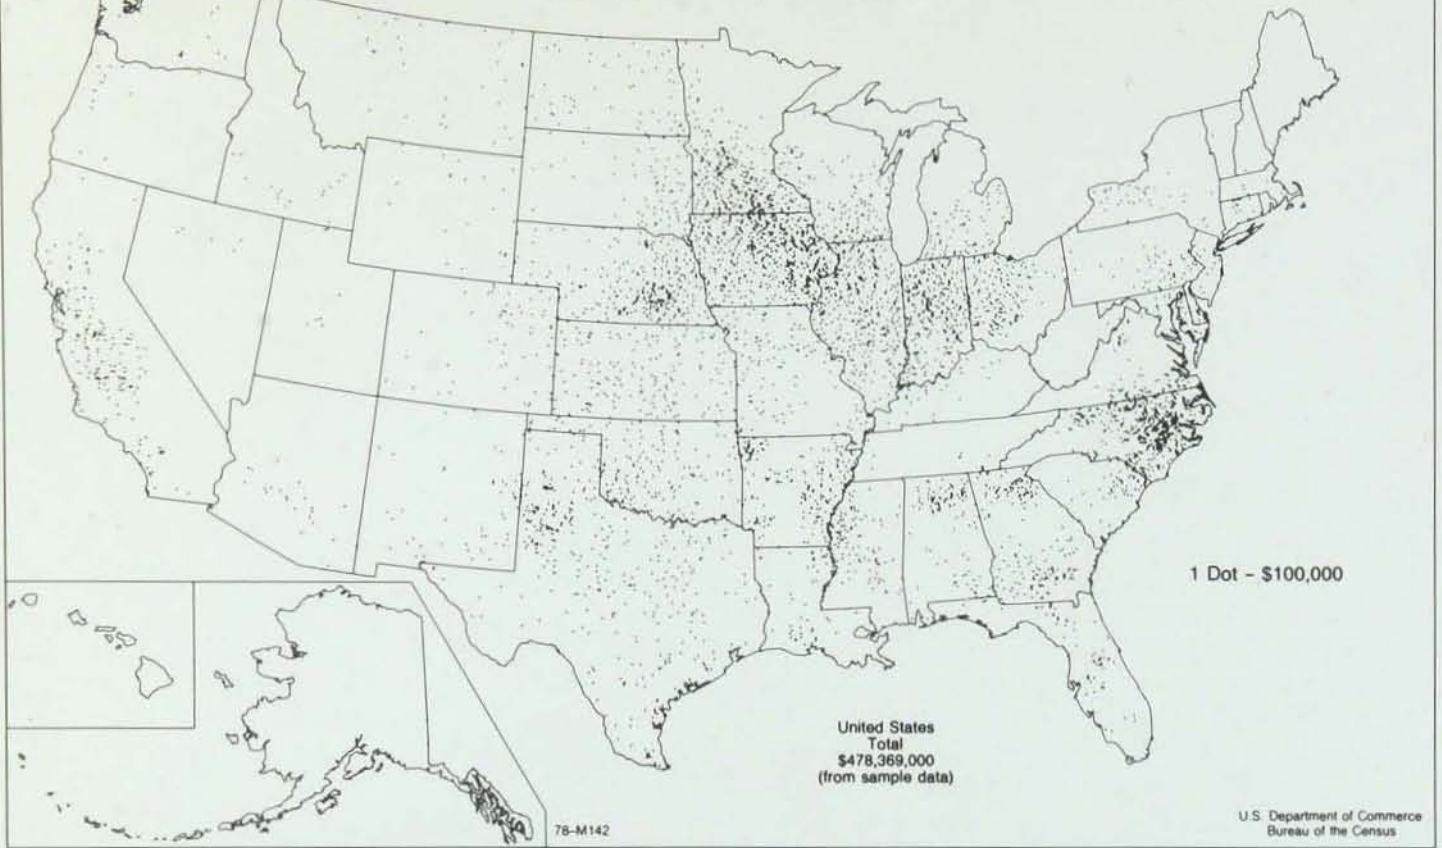 1 Dot - $100,000
United States
Total
$478,369,000
(from sample data)
78-M142
U.S. Department of Commerce
Bureau of the Census